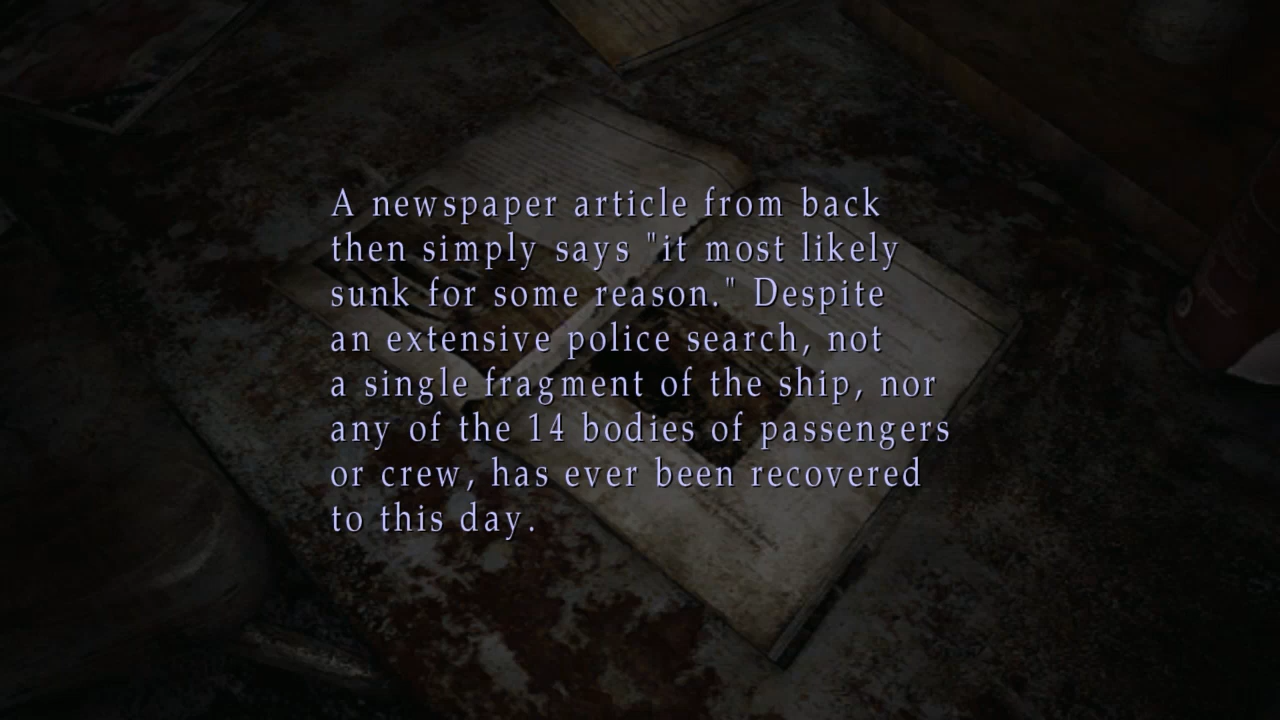 A newspaper article from back
then simply says "it most likely
sunk for some reason." Despite
an extensive police search, not
a single fragment of the ship, nor
any of the 14 bodies of passengers
or crew, has ever been recovered
to this day.